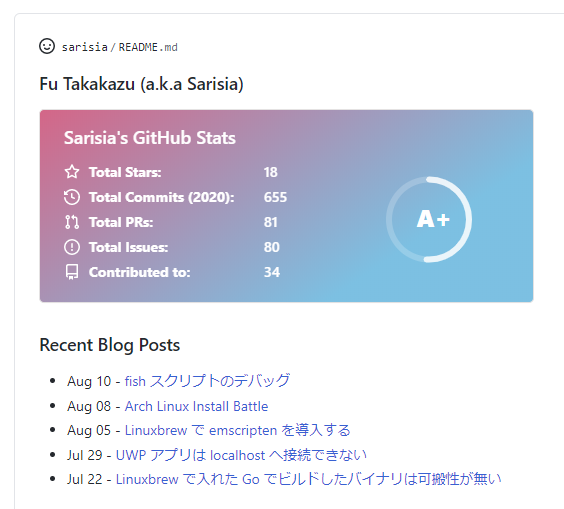 sarisia / README.md
Fu Takakazu (a.k.a Sarisia)
Sarisia's GitHub Stats
Total Stars: 18
Total Commits (2020): 655
Total PRs: 81
Total Issues: 80
Contributed to: 34
A+
Recent Blog Posts
Aug 10 - fish スクリプトのデバッグ
Aug 08 - Arch Linux Install Battle
Aug 05 - Linuxbrew で emscripten を導入する
Jul 29 - UWP アプリは localhost へ接続できない
Jul 22 - Linuxbrew で入れた Go でビルドしたバイナリは可搬性が無い